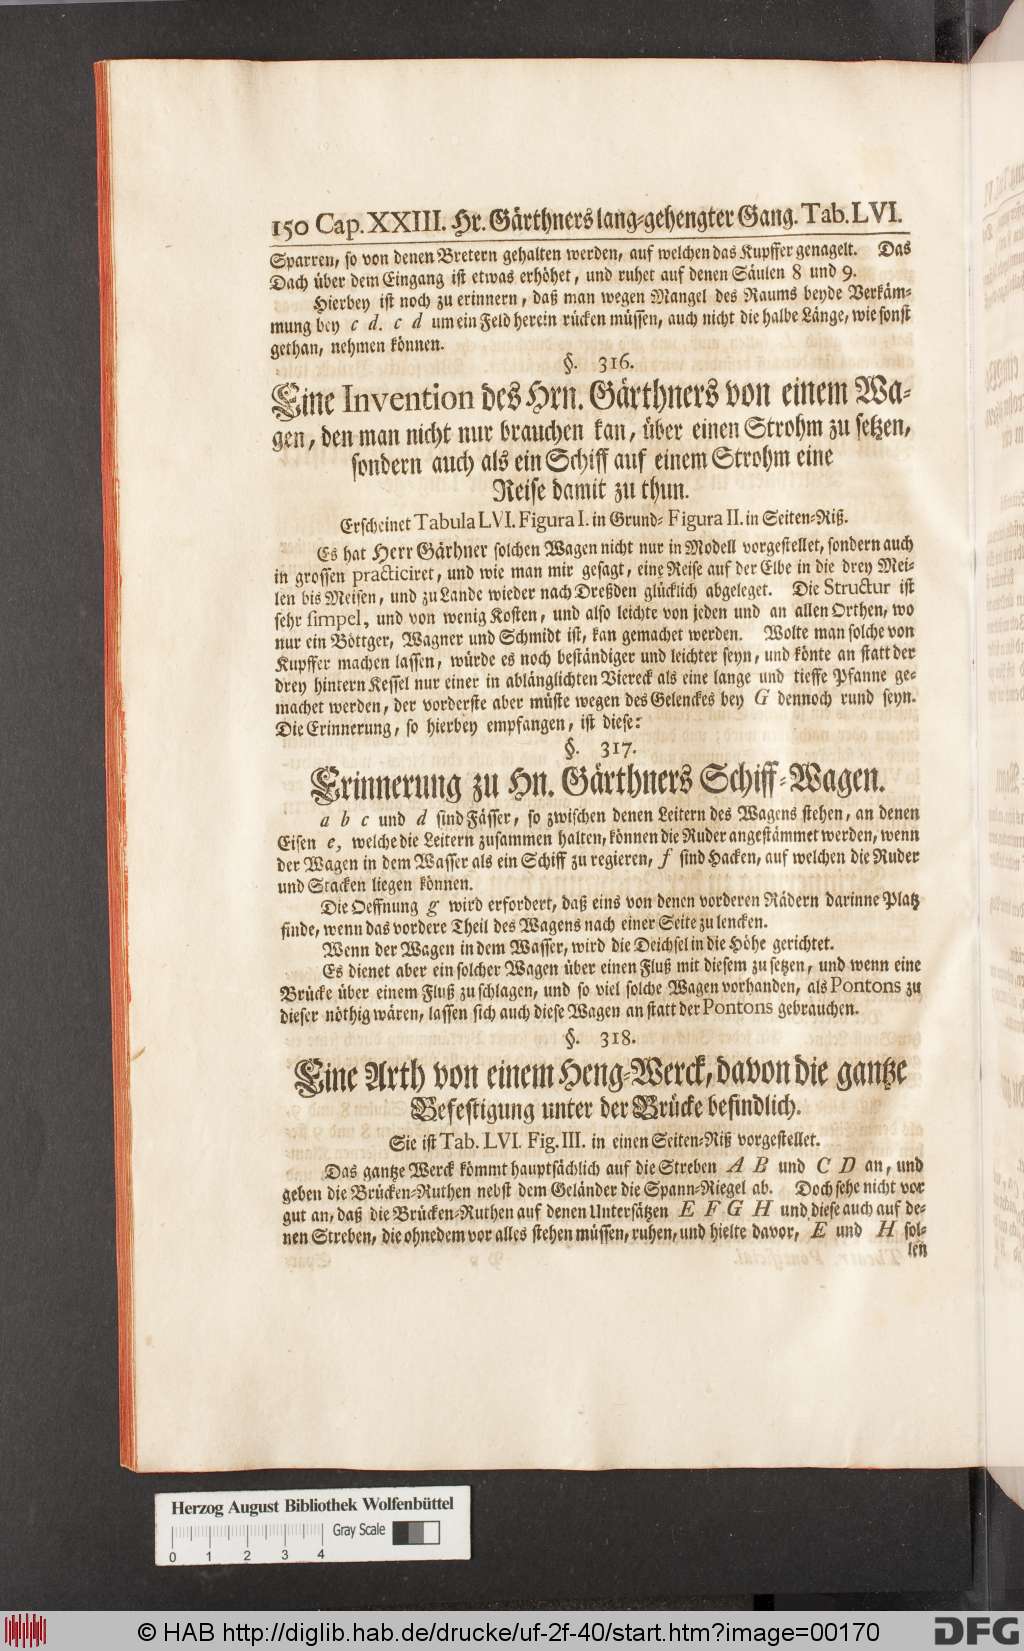 150 Cap. XXIII. Hr. Gärthners lang-gehengter Gang. Tab. LVI.
Sparren, so von denen Bretern gehalten werden, auf welchen das Kupffer genagelt. Das
Dach über dem Eingang ist etwas erhöhet, und ruhet auf denen Säulen 8 und 9.
Hierbey ist noch zu erinnern, daß man wegen Mangel des Raums beyde Verkäm-
mung bey c d. c d um ein Feld herein rücken müssen, auch nicht die halbe Länge, wie sonst
gethan, nehmen können.
§. 316.
Eine Invention des Hrn. Gärthners von einem Wa-
gen, den man nicht nur brauchen kan, über einen Strohm zu setzen,
sondern auch als ein Schiff auf einem Strohm eine
Reise damit zu thun.
Erscheinet Tabula LVI. Figura I. in Grund- Figura II. in Seiten-Riß.
Es hat Herr Gärhner solchen Wagen nicht nur in Modell vorgestellet, sondern auch
in grossen practiciret, und wie man mir gesagt, eine Reise auf der Elbe in die drey Mei-
len bis Meisen, und zu Lande wieder nach Dreßden glücklich abgeleget. Die Structur ist
sehr simpel, und von wenig Kosten, und also leichte von jeden und an allen Orthen, wo
nur ein Böttger, Wagner und Schmidt ist, kan gemachet werden. Wolte man solche von
Kupffer machen lassen, würde es noch beständiger und leichter seyn, und könte an statt der
drey hintern Kessel nur einer in ablänglichten Viereck als eine lange und tieffe Pfanne ge-
machet werden, der vorderste aber müste wegen des Gelenckes bey G dennoch rund seyn.
Die Erinnerung, so hierbey empfangen, ist diese:
§. 317.
Erinnerung zu Hn. Gärthners Schiff-Wagen.
a b c und d sind Fässer, so zwischen denen Leitern des Wagens stehen, an denen
Eisen e, welche die Leitern zusammen halten, können die Ruder angestämmet werden, wenn
der Wagen in dem Wasser als ein Schiff zu regieren, f sind Hacken, auf welchen die Ruder
und Stacken liegen können.
Die Oeffnung g wird erfordert, daß eins von denen vorderen Rädern darinne Platz
finde, wenn das vordere Theil des Wagens nach einer Seite zu lencken.
Wenn der Wagen in dem Wasser, wird die Deichsel in die Höhe gerichtet.
Es dienet aber ein solcher Wagen über einen Fluß mit diesem zu setzen, und wenn eine
Brücke über einem Fluß zu schlagen, und so viel solche Wagen vorhanden, als Pontons zu
dieser nöthig wären, lassen sich auch diese Wagen an statt der Pontons gebrauchen.
§. 318.
Eine Arth von einem Heng-Werck, davon die gantze
Befestigung unter der Brücke befindlich.
Sie ist Tab. LVI. Fig. III. in einen Seiten-Riß vorgestellet.
Das gantze Werck kömmt hauptsächlich auf die Streben A B und C D an, und
geben die Brücken-Ruthen nebst dem Geländer die Spann-Riegel ab. Doch sehe nicht vor
gut an, daß die Brücken-Ruthen auf denen Untersätzen E F G H und diese auch auf de-
nen Streben, die ohnedem vor alles stehen müssen, ruhen, und hielte davor, E und H sol-
len
Herzog August Bibliothek Wolfenbüttel
Gray Scale
0 1 2 3 4
© HAB http://diglib.hab.de/drucke/uf-2f-40/start.htm?image=00170
DFG